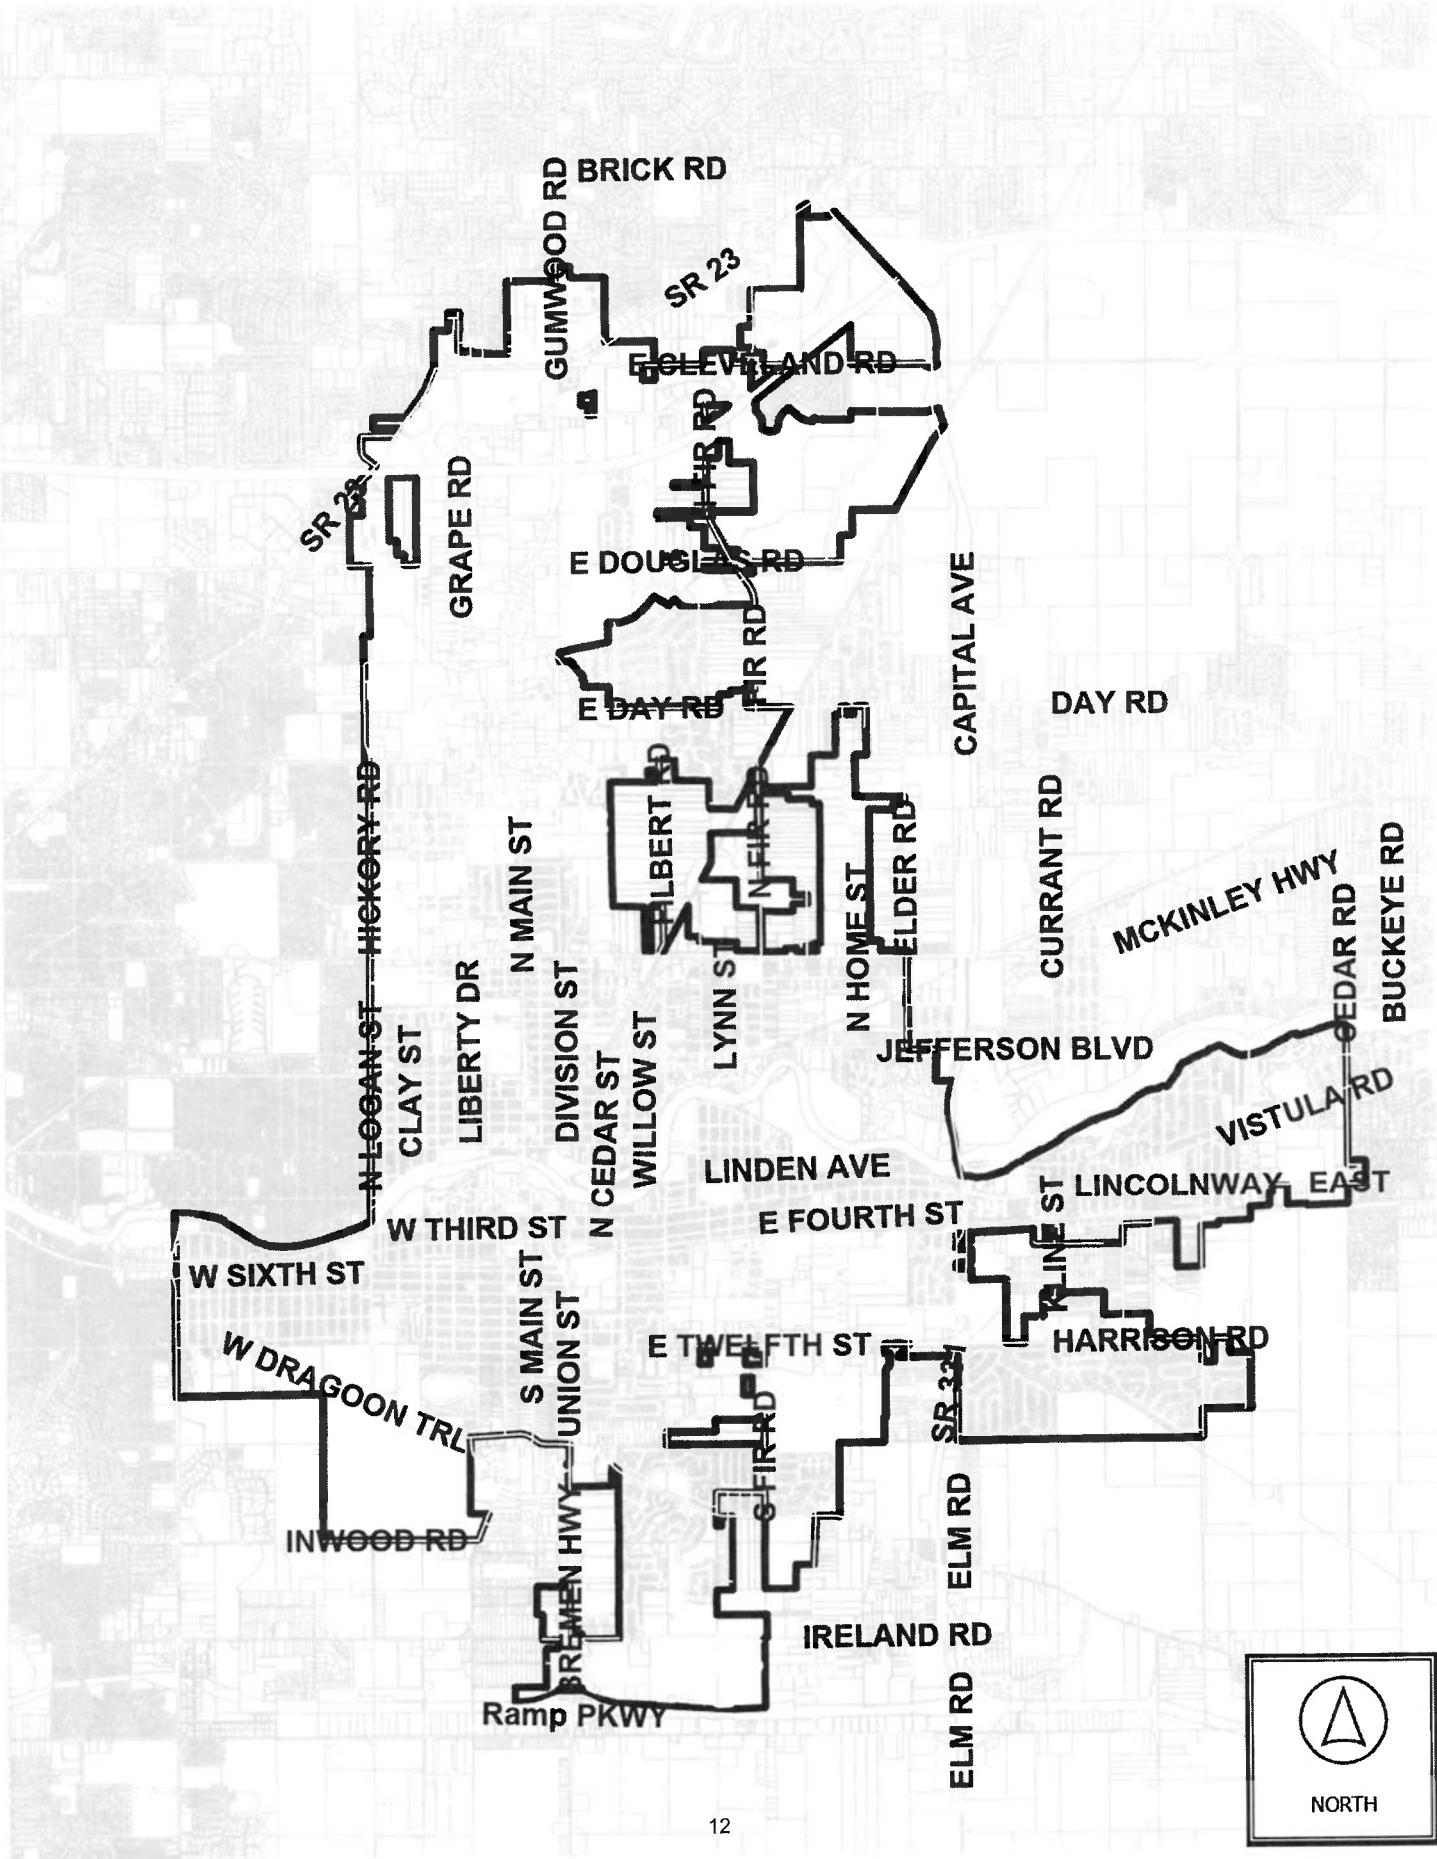 BRICK RD
GUMWOOD RD
SR 23
E CLEVELAND RD
FIR RD
SR 23
GRAPE RD
E DOUGLAS RD
CAPITAL AVE
FIR RD
E DAY RD
DAY RD
N HICKORY RD
FILBERT RD
N FIR RD
N MAIN ST
ELDER RD
CURRANT RD
MCKINLEY HWY
BUCKEYE RD
CEDAR RD
N HOME ST
LYNN ST
LIBERTY DR
DIVISION ST
N LOGAN ST
CLAY ST
N CEDAR ST
WILLOW ST
JEFFERSON BLVD
VISTULA RD
LINDEN AVE
LINCOLNWAY EAST
E FOURTH ST
W THIRD ST
KLINE ST
W SIXTH ST
S MAIN ST
UNION ST
E TWELFTH ST
HARRISON RD
W DRAGOON TRL
SR 331
S FIR RD
INWOOD RD
BREMEN HWY
ELM RD
IRELAND RD
Ramp PKWY
ELM RD
NORTH
12